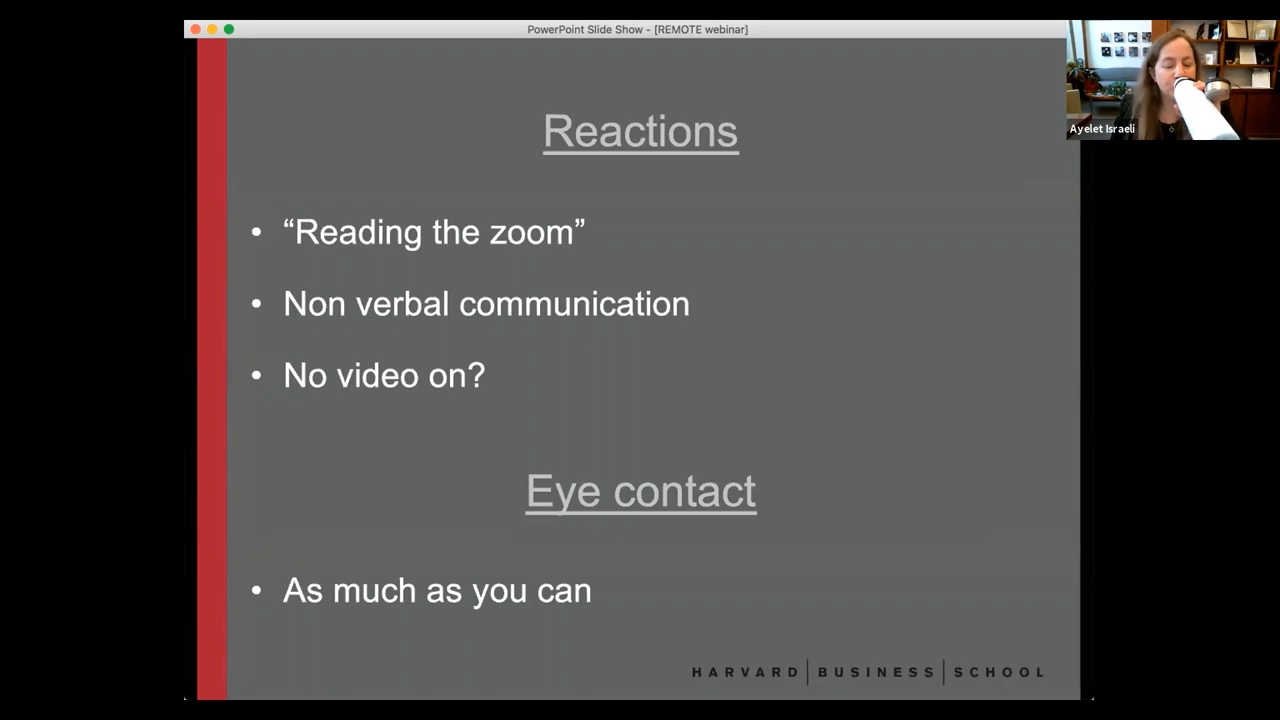 PowerPoint Slide Show - [REMOTE webinar]
Ayelet Israeli
Reactions
• “Reading the zoom”
• Non verbal communication
• No video on?
Eye contact
• As much as you can
HARVARD | BUSINESS | SCHOOL